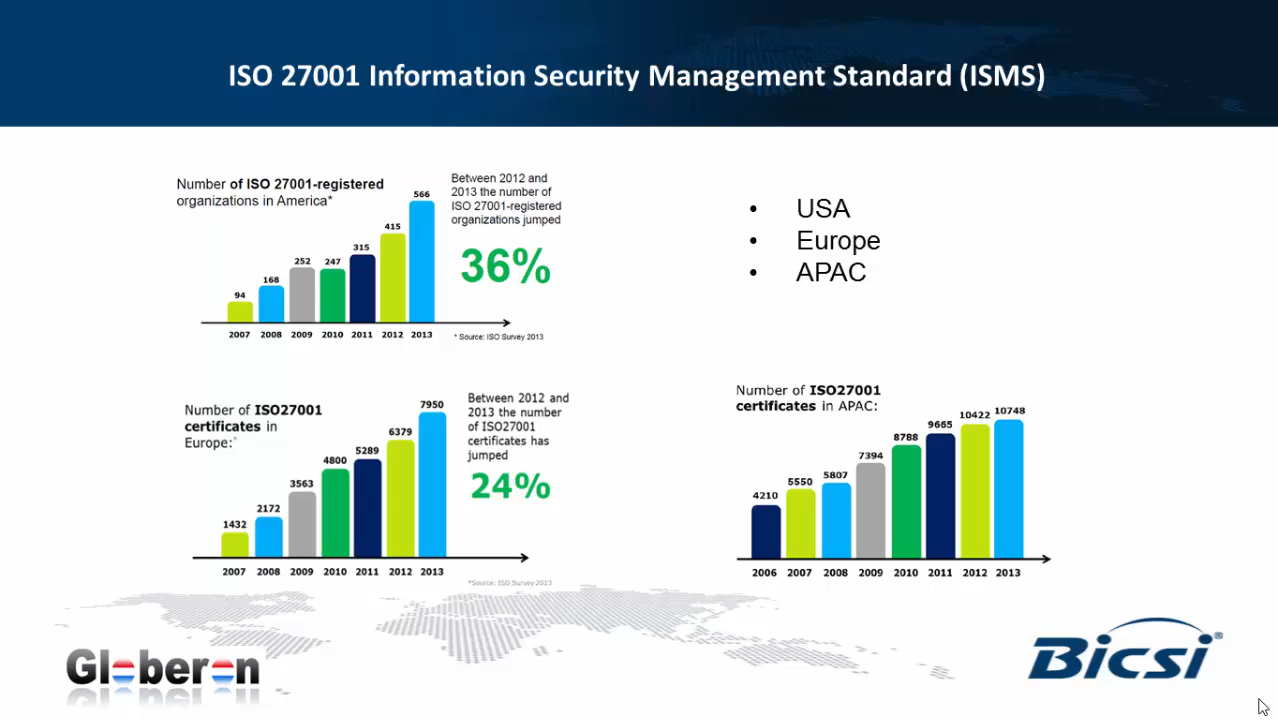 ISO 27001 Information Security Management Standard (ISMS)
Number of ISO 27001-registered
organizations in America*
94
168
252
247
315
415
566
2007
2008
2009
2010
2011
2012
2013
Between 2012 and
2013 the number of
ISO 27001-registered
organizations jumped
36%
* Source: ISO Survey 2013
• USA
• Europe
• APAC
Number of ISO27001
certificates in
Europe:*
1432
2172
3563
4800
5289
6379
7950
2007
2008
2009
2010
2011
2012
2013
Between 2012 and
2013 the number
of ISO27001
certificates has
jumped
24%
*Source: ISO Survey 2013
Number of ISO27001
certificates in APAC:
4210
5550
5807
7394
8788
9665
10422
10748
2006
2007
2008
2009
2010
2011
2012
2013
Globeron
Bicsi®